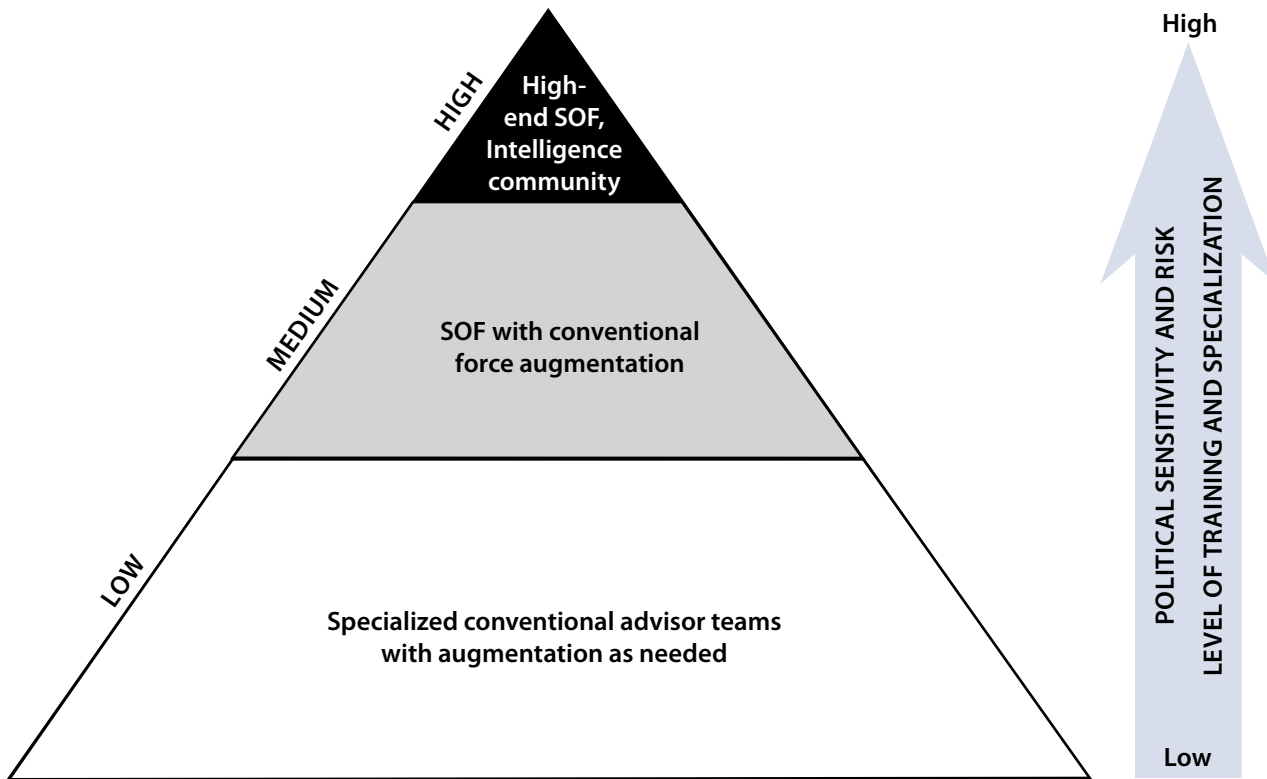 High
HIGH
High-
end SOF,
Intelligence
community
MEDIUM
SOF with conventional
force augmentation
LOW
Specialized conventional advisor teams
with augmentation as needed
POLITICAL SENSITIVITY AND RISK
LEVEL OF TRAINING AND SPECIALIZATION
Low